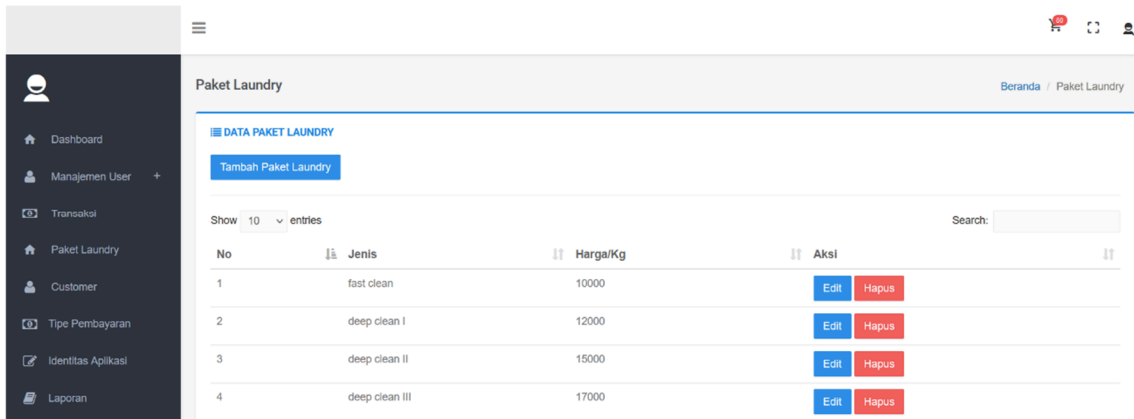 00
Paket Laundry
Beranda / Paket Laundry
Dashboard
Manajemen User +
Transaksi
Paket Laundry
Customer
Tipe Pembayaran
Identitas Aplikasi
Laporan
DATA PAKET LAUNDRY
Tambah Paket Laundry
Show 10 entries
Search:
No Jenis Harga/Kg Aksi
1 fast clean 10000 Edit Hapus
2 deep clean I 12000 Edit Hapus
3 deep clean II 15000 Edit Hapus
4 deep clean III 17000 Edit Hapus